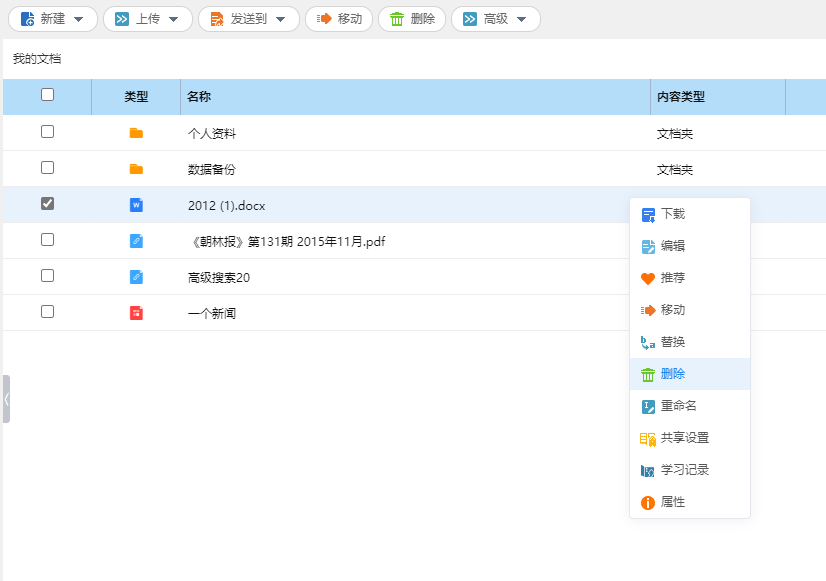 新建 上传 发送到 移动 删除 高级
我的文档
类型 名称 内容类型
个人资料 文档夹
数据备份 文档夹
2012 (1).docx
《朝林报》第131期 2015年11月.pdf
高级搜索20
一个新闻
下载
编辑
推荐
移动
替换
删除
重命名
共享设置
学习记录
属性